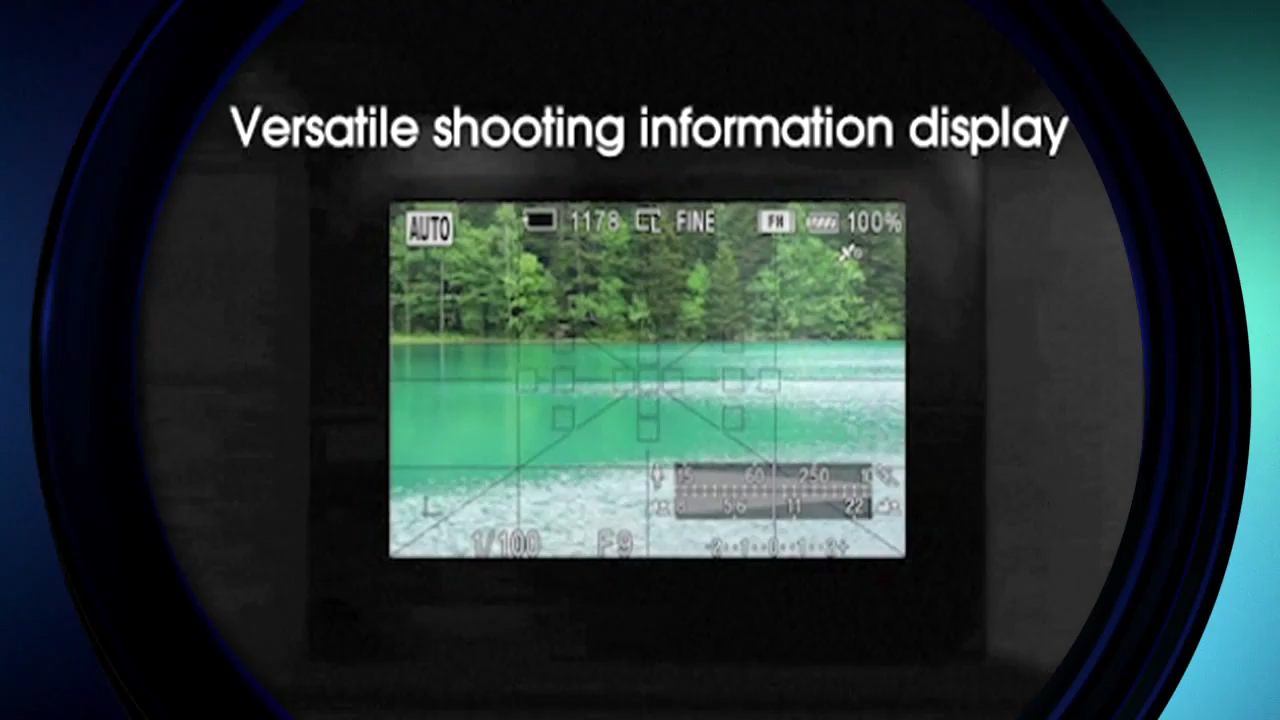 Versatile shooting information display
AUTO 1178 L FINE FH 100%
15 60 250
5.6 11 22
1/100 F9 -2··1··0··1··2+